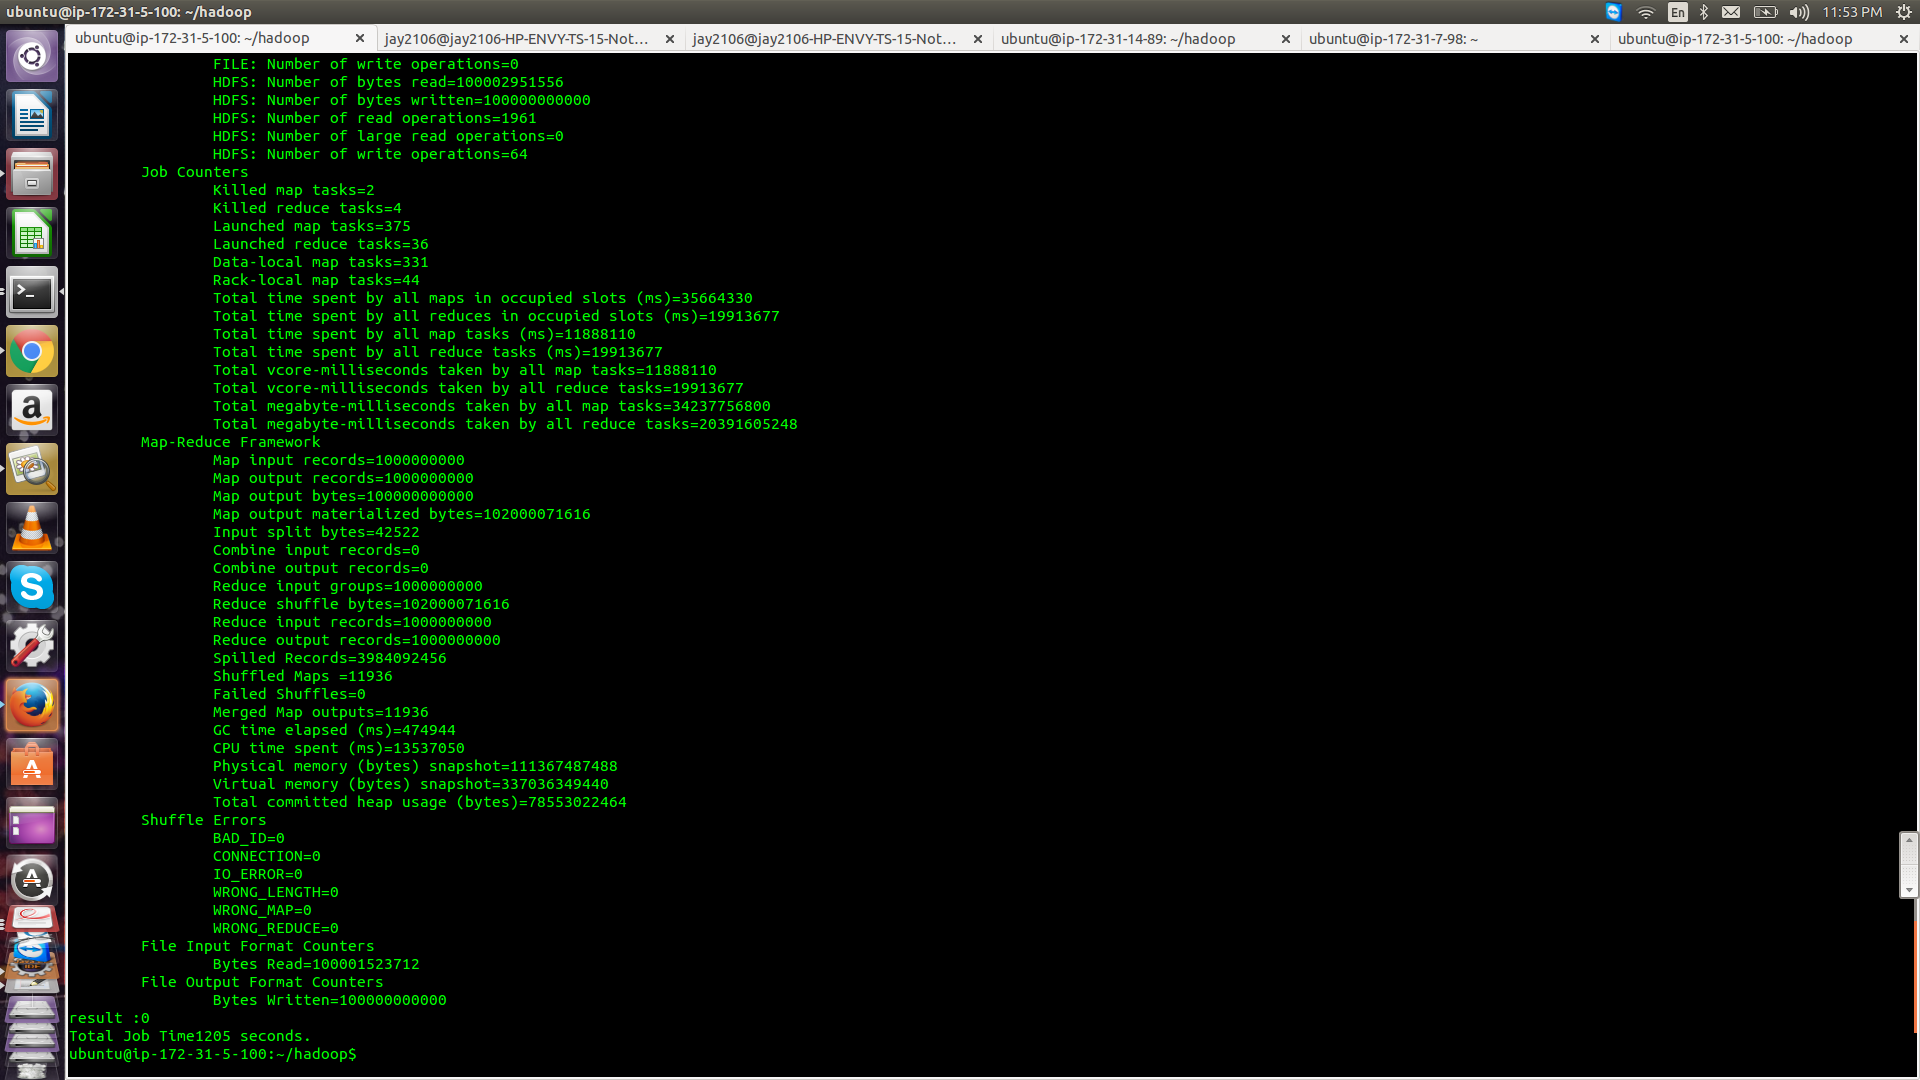 ubuntu@ip-172-31-5-100: ~/hadoop
En
11:53 PM
ubuntu@ip-172-31-5-100: ~/hadoop
jay2106@jay2106-HP-ENVY-TS-15-Not...
jay2106@jay2106-HP-ENVY-TS-15-Not...
ubuntu@ip-172-31-14-89: ~/hadoop
ubuntu@ip-172-31-7-98: ~
ubuntu@ip-172-31-5-100: ~/hadoop
FILE: Number of write operations=0
HDFS: Number of bytes read=100002951556
HDFS: Number of bytes written=100000000000
HDFS: Number of read operations=1961
HDFS: Number of large read operations=0
HDFS: Number of write operations=64
Job Counters
Killed map tasks=2
Killed reduce tasks=4
Launched map tasks=375
Launched reduce tasks=36
Data-local map tasks=331
Rack-local map tasks=44
Total time spent by all maps in occupied slots (ms)=35664330
Total time spent by all reduces in occupied slots (ms)=19913677
Total time spent by all map tasks (ms)=11888110
Total time spent by all reduce tasks (ms)=19913677
Total vcore-milliseconds taken by all map tasks=11888110
Total vcore-milliseconds taken by all reduce tasks=19913677
Total megabyte-milliseconds taken by all map tasks=34237756800
Total megabyte-milliseconds taken by all reduce tasks=20391605248
Map-Reduce Framework
Map input records=1000000000
Map output records=1000000000
Map output bytes=100000000000
Map output materialized bytes=102000071616
Input split bytes=42522
Combine input records=0
Combine output records=0
Reduce input groups=1000000000
Reduce shuffle bytes=102000071616
Reduce input records=1000000000
Reduce output records=1000000000
Spilled Records=3984092456
Shuffled Maps =11936
Failed Shuffles=0
Merged Map outputs=11936
GC time elapsed (ms)=474944
CPU time spent (ms)=13537050
Physical memory (bytes) snapshot=111367487488
Virtual memory (bytes) snapshot=337036349440
Total committed heap usage (bytes)=78553022464
Shuffle Errors
BAD_ID=0
CONNECTION=0
IO_ERROR=0
WRONG_LENGTH=0
WRONG_MAP=0
WRONG_REDUCE=0
File Input Format Counters
Bytes Read=100001523712
File Output Format Counters
Bytes Written=100000000000
result :0
Total Job Time1205 seconds.
ubuntu@ip-172-31-5-100:~/hadoop$